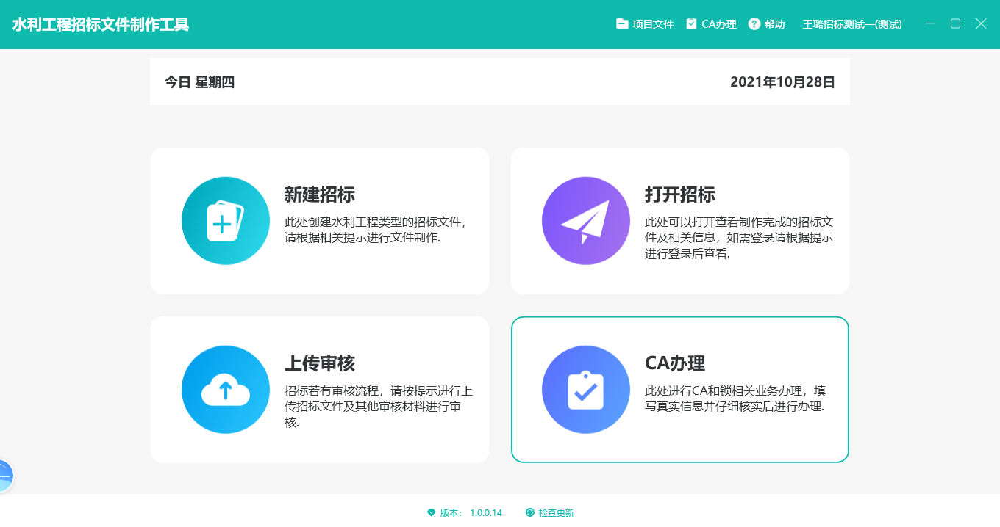 水利工程招标文件制作工具
项目文件 CA办理 帮助 王璐招标测试一(测试)
今日 星期四 2021年10月28日
新建招标
此处创建水利工程类型的招标文件，
请根据相关提示进行文件制作.
打开招标
此处可以打开查看制作完成的招标文
件及相关信息，如需登录请根据提示
进行登录后查看.
上传审核
招标若有审核流程，请按提示进行上
传招标文件及其他审核材料进行审
核.
CA办理
此处进行CA和锁相关业务办理，填
写真实信息并仔细核实后进行办理.
版本： 1.0.0.14 检查更新